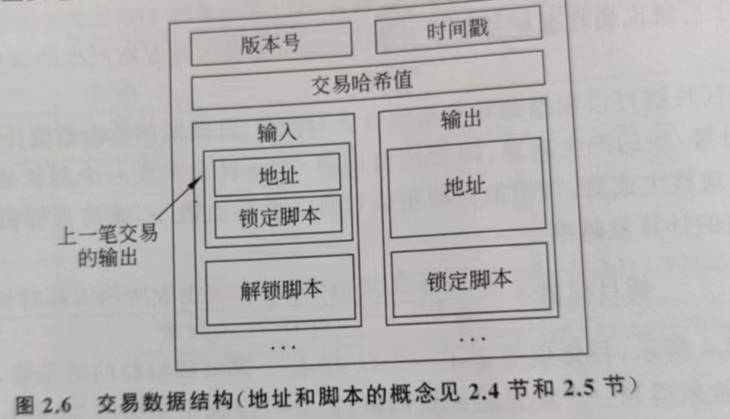 版本号
时间戳
交易哈希值
输入
地址
锁定脚本
解锁脚本
...
输出
地址
锁定脚本
...
上一笔交易
的输出
图 2.6 交易数据结构(地址和脚本的概念见 2.4 节和 2.5 节)